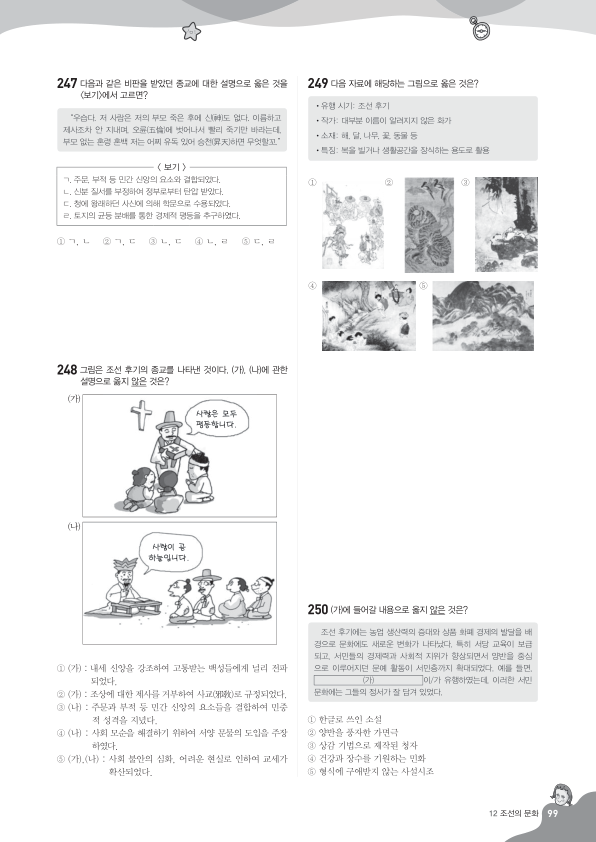 247 다음과 같은 비판을 받았던 종교에 대한 설명으로 옳은 것을
〈보기〉에서 고르면?
“우습다. 저 사람은 저의 부모 죽은 후에 신(神)도 없다. 이름하고
제사조차 안 지내며, 오륜(五倫)에 벗어나서 빨리 죽기만 바라는데,
부모 없는 혼령 혼백 저는 어찌 유독 있어 승천(昇天)하면 무엇할고.”
〈 보기 〉
ㄱ. 주문, 부적 등 민간 신앙의 요소와 결합되었다.
ㄴ. 신분 질서를 부정하여 정부로부터 탄압 받았다.
ㄷ. 청에 왕래하던 사신에 의해 학문으로 수용되었다.
ㄹ. 토지의 균등 분배를 통한 경제적 평등을 추구하였다.
① ㄱ, ㄴ ② ㄱ, ㄷ ③ ㄴ, ㄷ ④ ㄴ, ㄹ ⑤ ㄷ, ㄹ
248 그림은 조선 후기의 종교를 나타낸 것이다. (가), (나)에 관한
설명으로 옳지 않은 것은?
(가)
사람은 모두
평등합니다.
(나)
사람이 곧
하늘입니다.
① (가) : 내세 신앙을 강조하여 고통받는 백성들에게 널리 전파
되었다.
② (가) : 조상에 대한 제사를 거부하여 사교(邪敎)로 규정되었다.
③ (나) : 주문과 부적 등 민간 신앙의 요소들을 결합하여 민중
적 성격을 지녔다.
④ (나) : 사회 모순을 해결하기 위하여 서양 문물의 도입을 주장
하였다.
⑤ (가), (나) : 사회 불안의 심화, 어려운 현실로 인하여 교세가
확산되었다.
249 다음 자료에 해당하는 그림으로 옳은 것은?
• 유행 시기: 조선 후기
• 작가: 대부분 이름이 알려지지 않은 화가
• 소재: 해, 달, 나무, 꽃, 동물 등
• 특징: 복을 빌거나 생활공간을 장식하는 용도로 활용
① ② ③
④ ⑤
250 (가)에 들어갈 내용으로 옳지 않은 것은?
조선 후기에는 농업 생산력의 증대와 상품 화폐 경제의 발달을 배
경으로 문화에도 새로운 변화가 나타났다. 특히 서당 교육이 보급
되고, 서민들의 경제력과 사회적 지위가 향상되면서 양반을 중심
으로 이루어지던 문예 활동이 서민층까지 확대되었다. 예를 들면,
(가) 이/가 유행하였는데, 이러한 서민
문화에는 그들의 정서가 잘 담겨 있었다.
① 한글로 쓰인 소설
② 양반을 풍자한 가면극
③ 상감 기법으로 제작된 청자
④ 건강과 장수를 기원하는 민화
⑤ 형식에 구애받지 않는 사설시조
12 조선의 문화 99